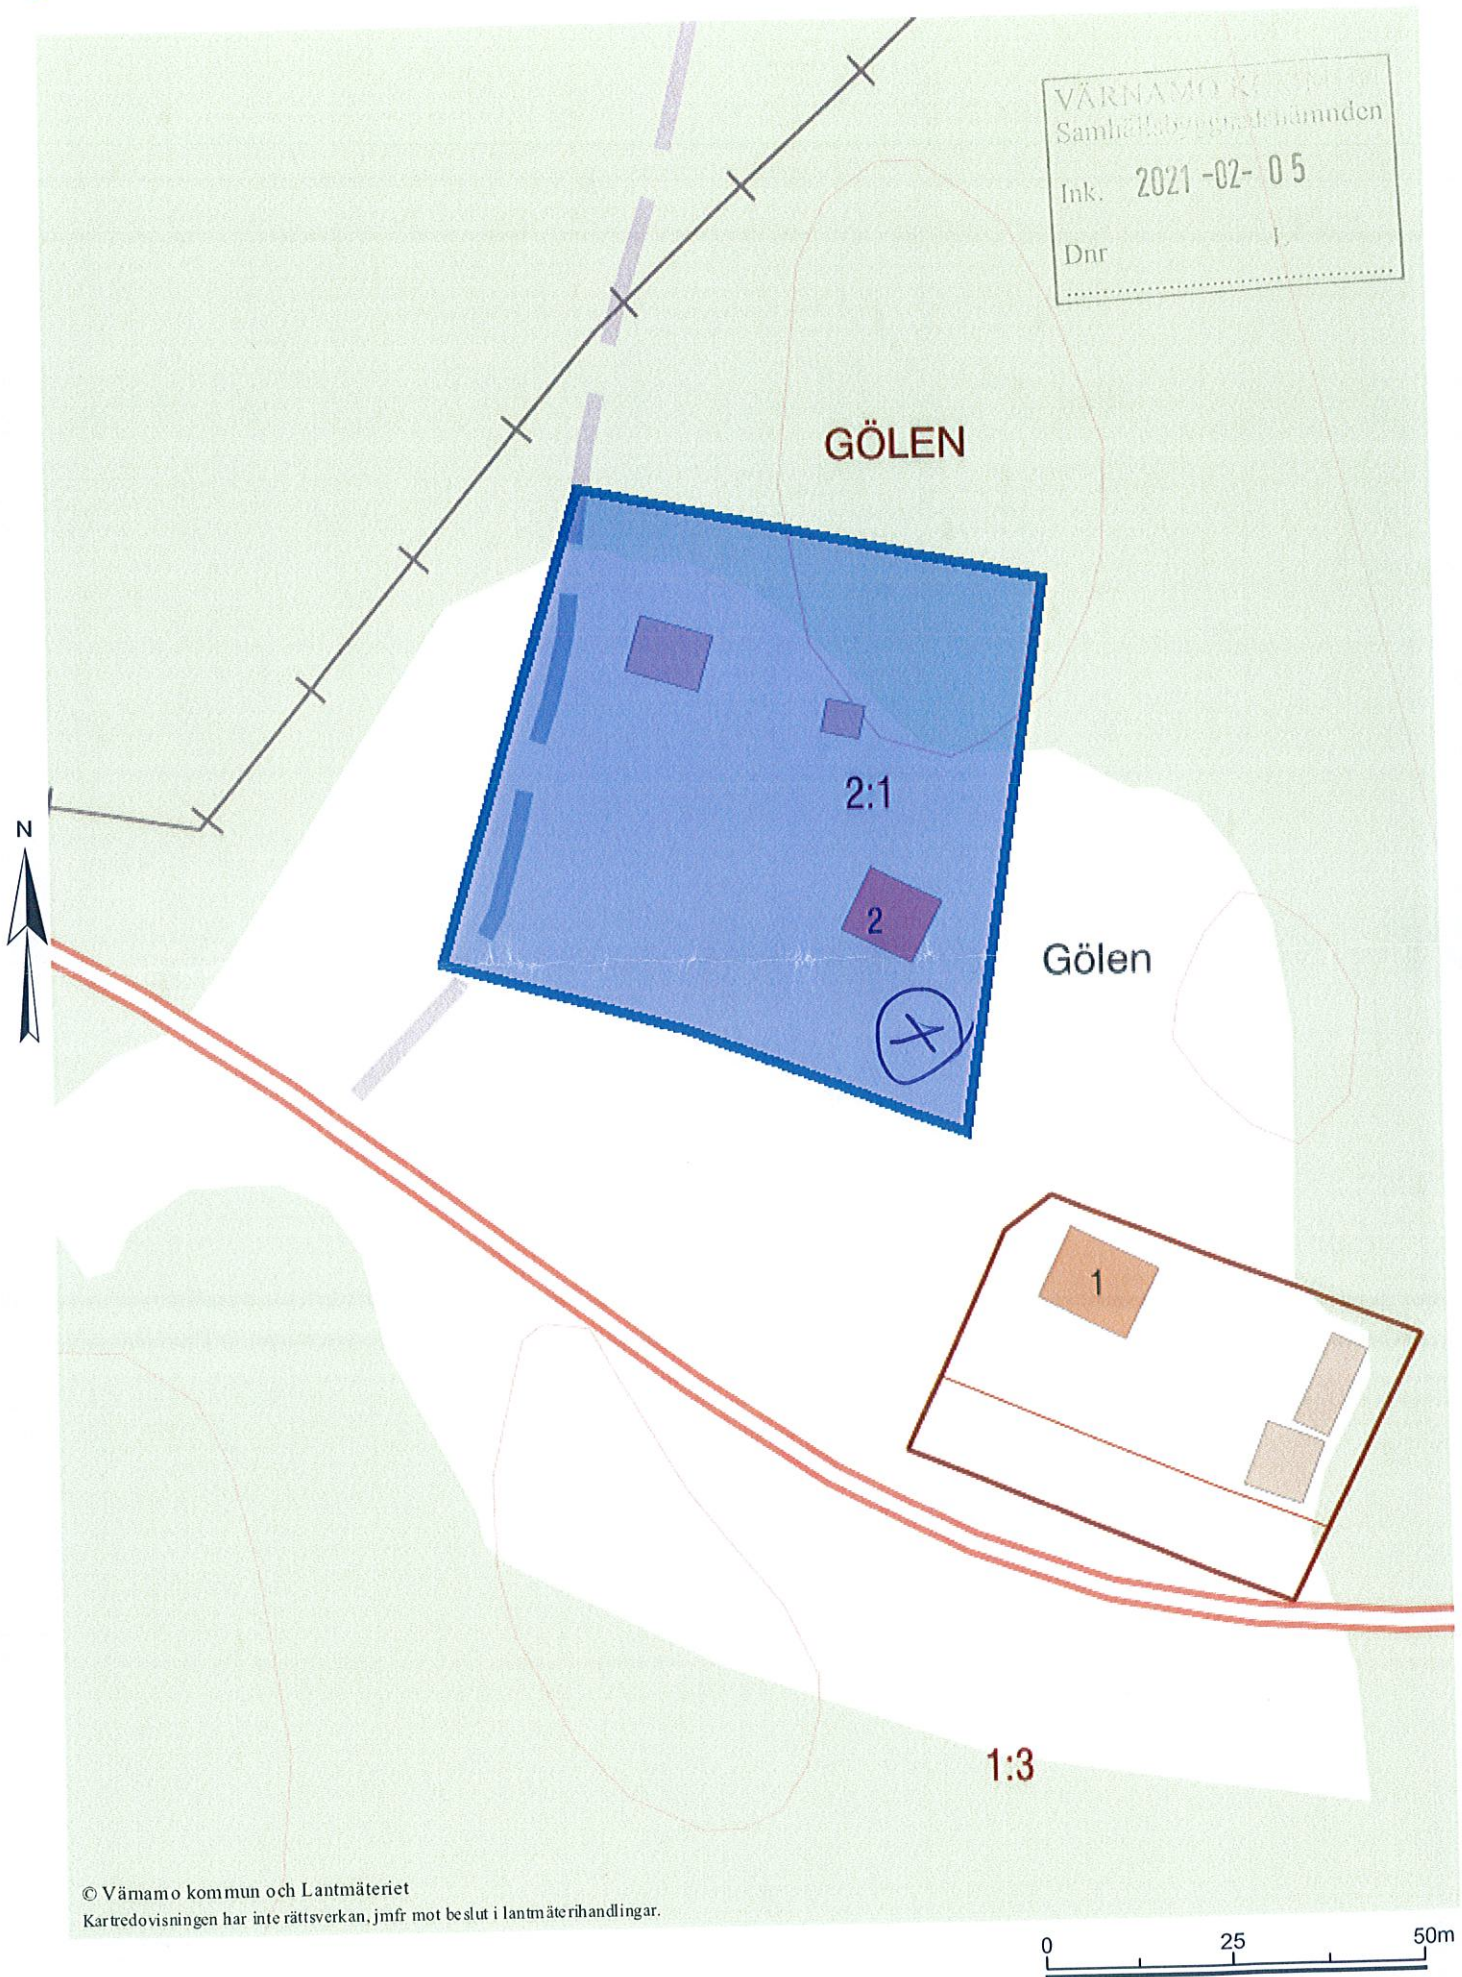 VÄRNAMO
Samhällsbyggnadsnämnden
Ink. 2021-02-05
Dnr
GÖLEN
2:1
N
2
Gölen
1
1:3
© Värnamo kommun och Lantmäteriet
Kartredovisningen har inte rättsverkan, jmfr mot beslut i lantmäterihandlingar.
0 25 50m